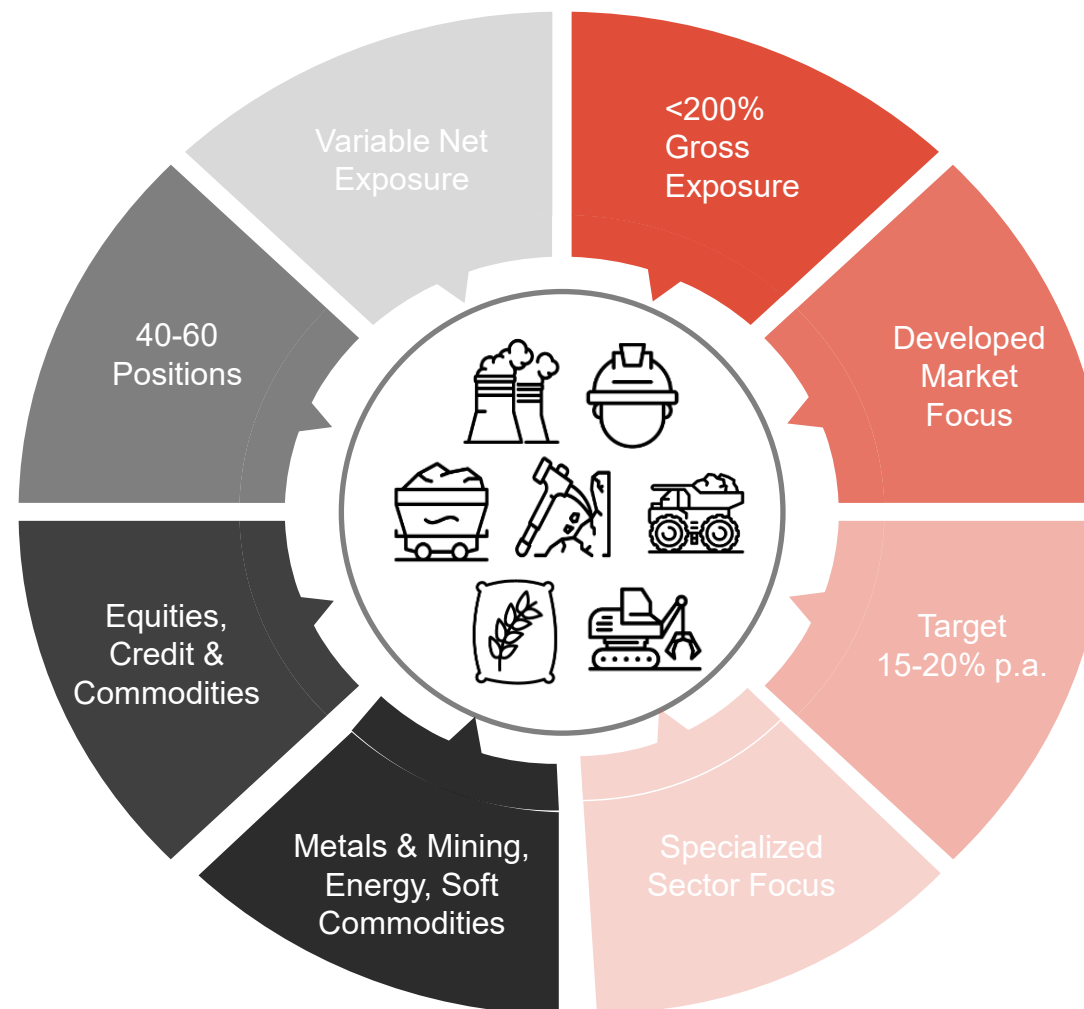 Variable Net
Exposure
<200%
Gross
Exposure
Developed
Market
Focus
Target
15-20% p.a.
Specialized
Sector Focus
Metals & Mining,
Energy, Soft
Commodities
Equities,
Credit &
Commodities
40-60
Positions